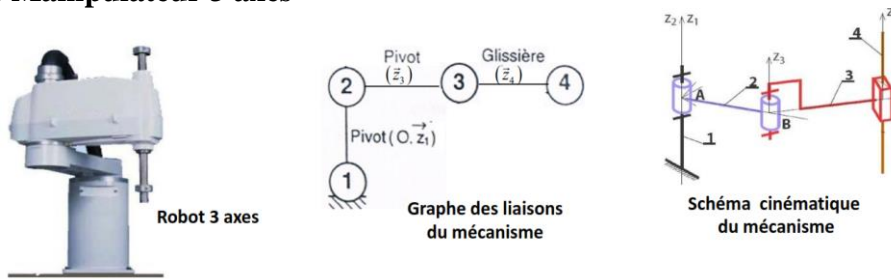 Manipulateur 3 axes
Robot 3 axes
Pivot
(z⃗₃)
Glissière
(z⃗₄)
2
3
4
Pivot (O, z⃗₁)
1
Graphe des liaisons
du mécanisme
z₂ z₁
4
z₃
2
3
A
B
1
Schéma cinématique
du mécanisme